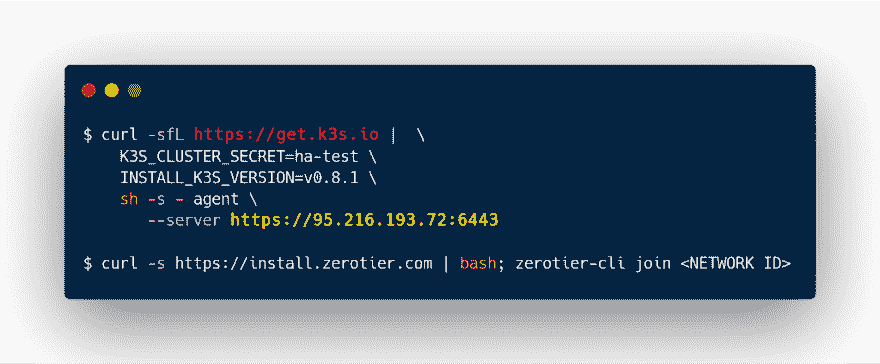 $ curl -sfL https://get.k3s.io | \
K3S_CLUSTER_SECRET=ha-test \
INSTALL_K3S_VERSION=v0.8.1 \
sh -s - agent \
--server https://95.216.193.72:6443
$ curl -s https://install.zerotier.com | bash; zerotier-cli join <NETWORK ID>